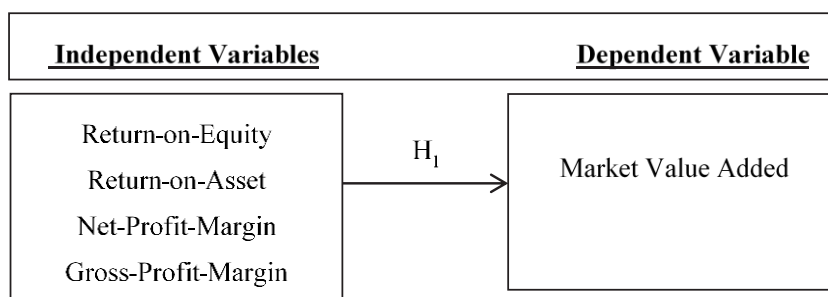 Independent Variables Dependent Variable
Return-on-Equity
Return-on-Asset
Net-Profit-Margin
Gross-Profit-Margin
H1
Market Value Added